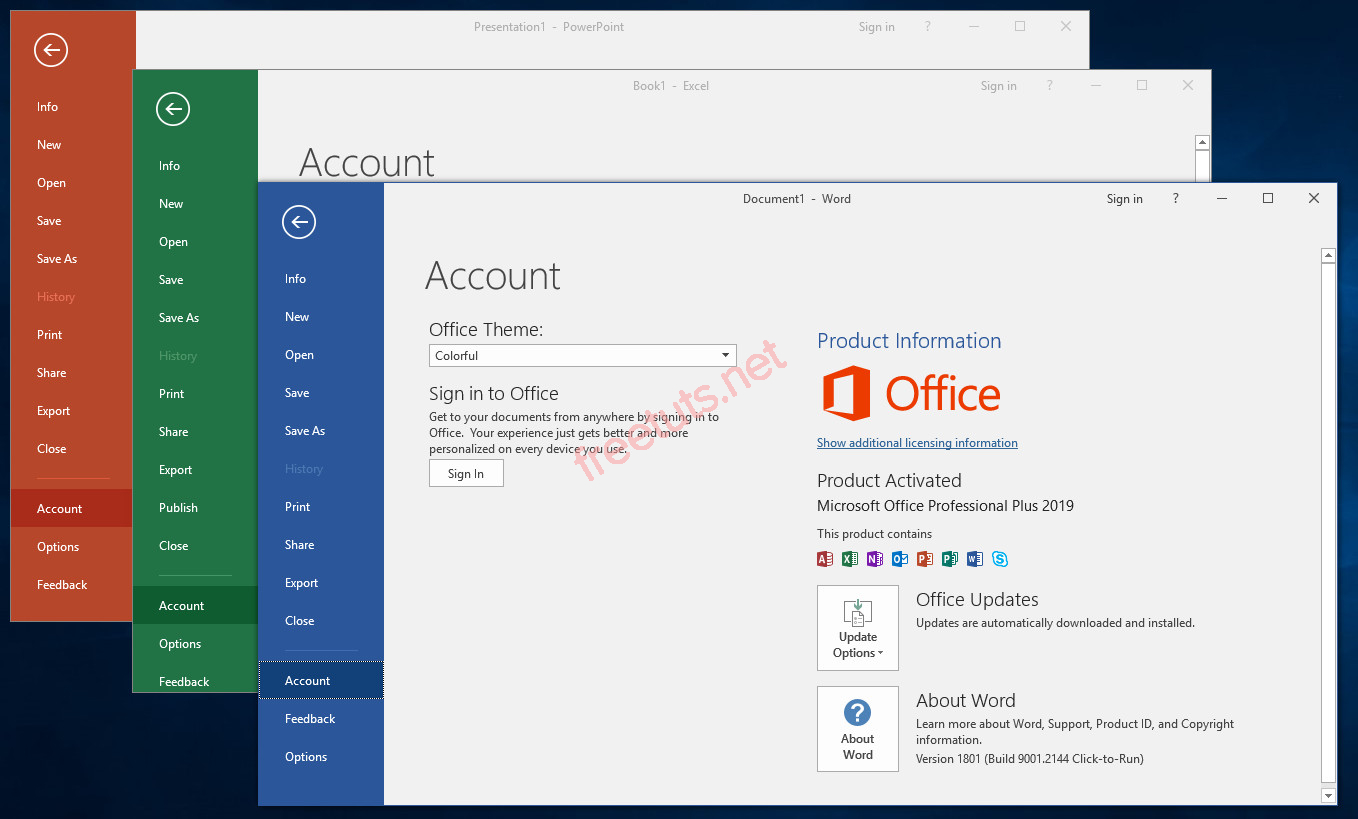 Presentation1 - PowerPoint
Sign in
?
Info
New
Open
Save
Save As
History
Print
Share
Export
Close
Account
Options
Feedback
Book1 - Excel
Sign in
?
Account
Info
New
Open
Save
Save As
History
Print
Share
Export
Publish
Close
Account
Options
Feedback
Document1 - Word
Sign in
?
Info
New
Open
Save
Save As
History
Print
Share
Export
Close
Account
Feedback
Options
Account
Office Theme:
Colorful
Sign in to Office
Get to your documents from anywhere by signing in to
Office. Your experience just gets better and more
personalized on every device you use.
Sign In
freetuts.net
Product Information
Office
Show additional licensing information
Product Activated
Microsoft Office Professional Plus 2019
This product contains
A X N O P P W S
Update
Options
Office Updates
Updates are automatically downloaded and installed.
?
About
Word
About Word
Learn more about Word, Support, Product ID, and Copyright
information.
Version 1801 (Build 9001.2144 Click-to-Run)